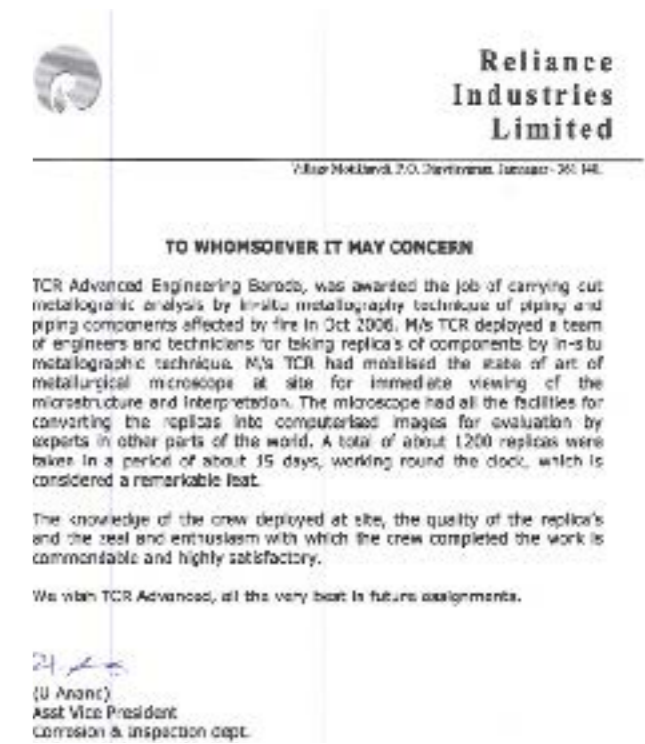 Reliance
Industries
Limited
Village Motikhavdi, P.O. Digvijaygram, Jamnagar - 361 140.
TO WHOMSOEVER IT MAY CONCERN
TCR Advanced Engineering Baroda, was awarded the job of carrying out
metallograhic analysis by in-situ metallography technique of piping and
piping components affected by fire in Oct 2006. M/s TCR deployed a team
of engineers and technicians for taking replica's of components by in-situ
metallographic technique. M/s TCR had mobilised the state of art of
metallurgical microscope at site for immediate viewing of the
microstructure and interpretation. The microscope had all the facilities for
converting the replicas into computerised images for evaluation by
experts in other parts of the world. A total of about 1200 replicas were
taken in a period of about 15 days, working round the clock, which is
considered a remarkable feat.
The knowledge of the crew deployed at site, the quality of the replica's
and the zeal and enthusiasm with which the crew completed the work is
commendable and highly satisfactory.
We wish TCR Advanced, all the very best in future assignments.
(U Anand)
Asst Vice President
Corrosion & Inspection dept.